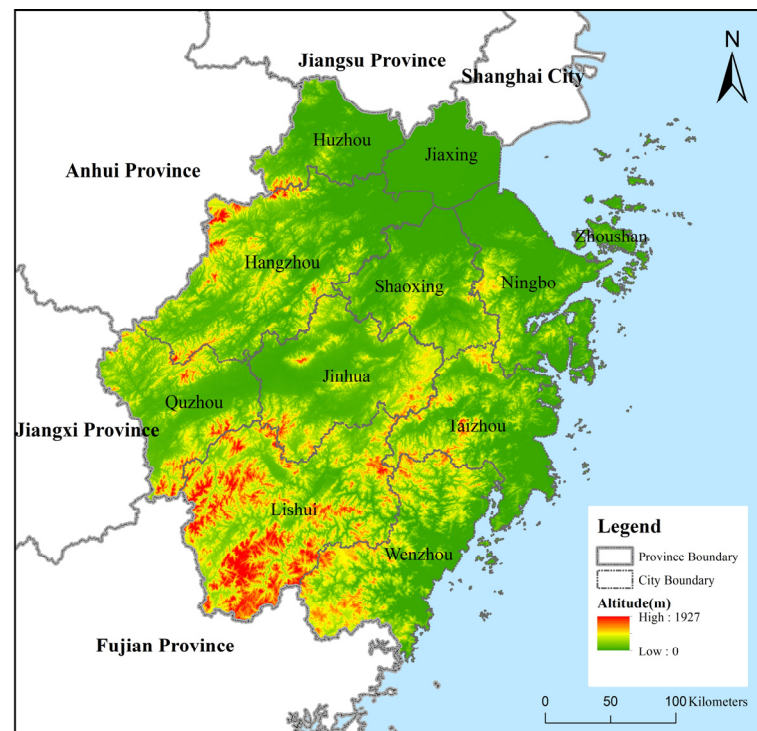 Jiangsu Province
Shanghai City
N
Huzhou
Jiaxing
Anhui Province
Zhoushan
Hangzhou
Shaoxing
Ningbo
Jinhua
Quzhou
Jiangxi Province
Taizhou
Lishui
Wenzhou
Fujian Province
Legend
Province Boundary
City Boundary
Altitude(m)
High : 1927
Low : 0
0 50 100 Kilometers